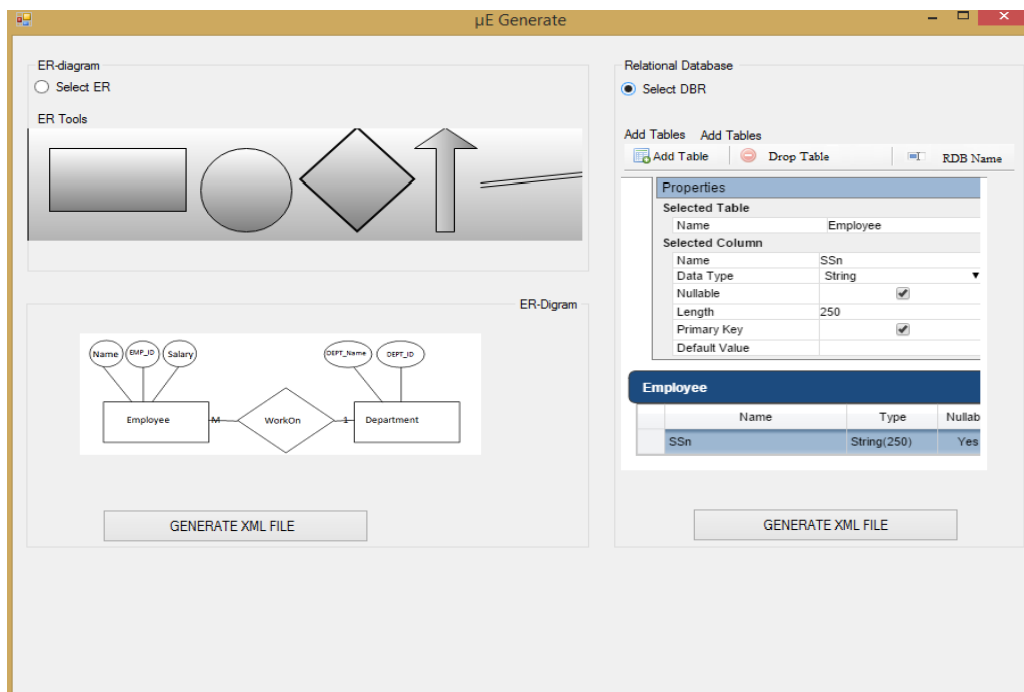 µE Generate
ER-diagram
Select ER
ER Tools
ER-Digram
Name EMP_ID Salary DEPT_Name DEPT_ID
Employee M WorkOn 1 Department
GENERATE XML FILE
Relational Database
Select DBR
Add Tables Add Tables
Add Table Drop Table RDB Name
Properties
Selected Table
Name Employee
Selected Column
Name SSn
Data Type String
Nullable
Length 250
Primary Key
Default Value
Employee
Name Type Nullab
SSn String(250) Yes
GENERATE XML FILE